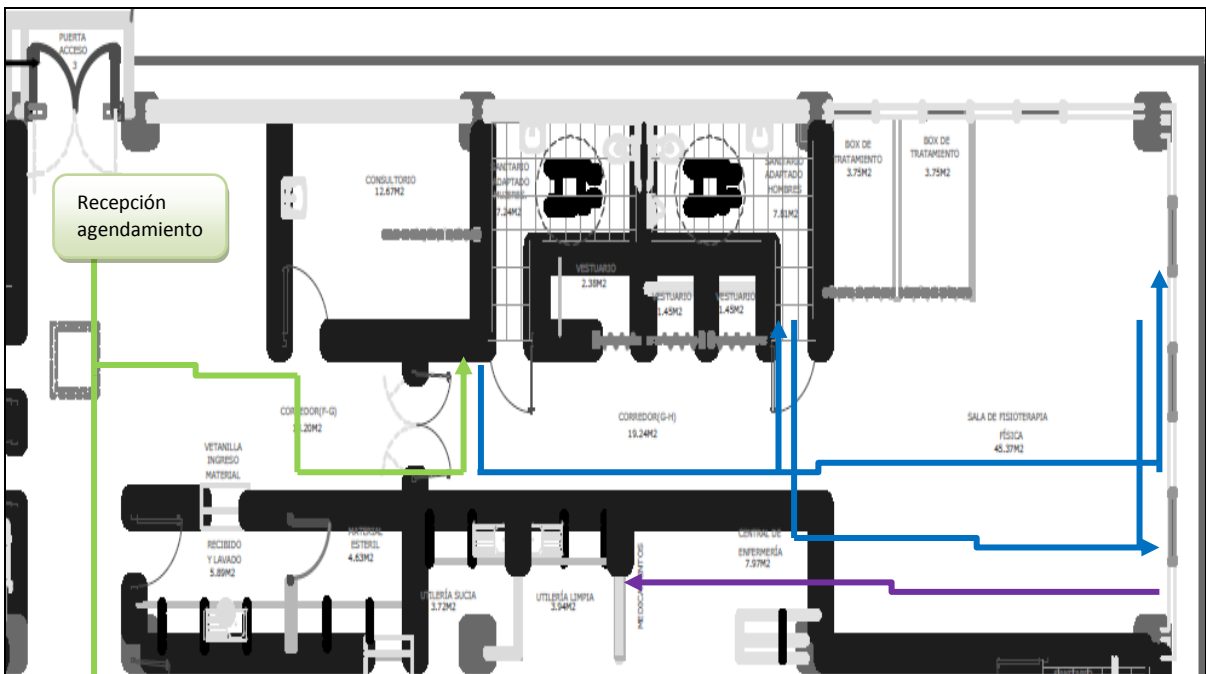 PUERTA
ACCESO
3
Recepción
agendamiento
CONSULTORIO
12.67M2
SANITARIO
ADAPTADO
7.24M2
SANITARIO
ADAPTADO
HOMBRES
7.81M2
BOX DE
TRATAMIENTO
3.75M2
BOX DE
TRATAMIENTO
3.75M2
VESTUARIO
2.38M2
VESTUARIO
1.45M2
VESTUARIO
1.45M2
CORREDOR(F-G)
CORREDOR(G-H)
19.24M2
SALA DE FISIOTERAPIA
FÍSICA
45.37M2
VETANILLA
INGRESO
MATERIAL
RECIBIDO
Y LAVADO
5.89M2
MATERIAL
ESTERIL
4.63M2
UTILERÍA SUCIA
3.72M2
UTILERÍA LIMPIA
3.94M2
MEDICAMENTOS
CENTRAL DE
ENFERMERÍA
7.97M2